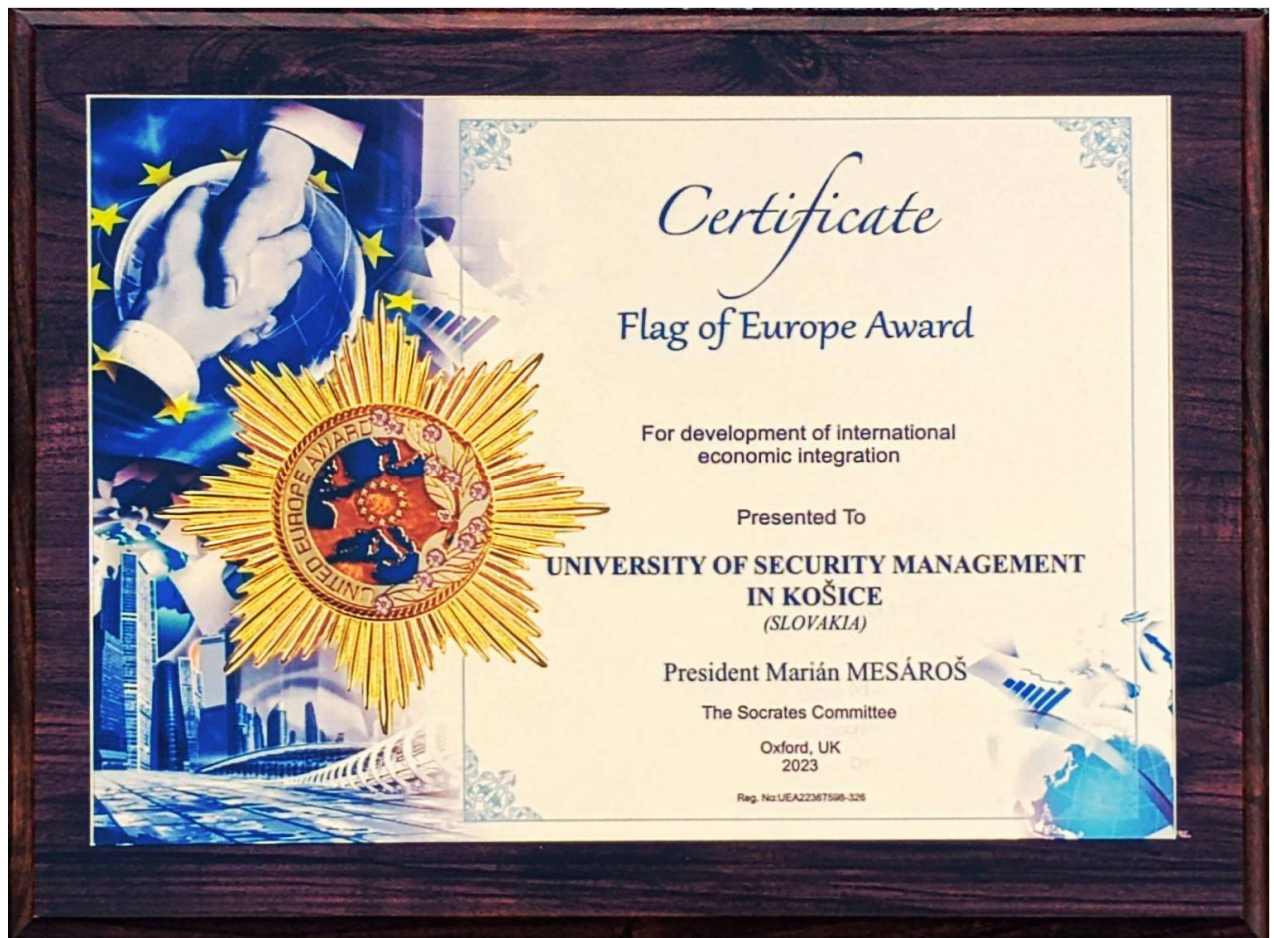 Certificate
Flag of Europe Award
For development of international
economic integration
Presented To
UNIVERSITY OF SECURITY MANAGEMENT
IN KOŠICE
(SLOVAKIA)
President Marián MESÁROŠ
The Socrates Committee
Oxford, UK
2023
Reg. No:UEA22367598-326
UNITED EUROPE AWARD